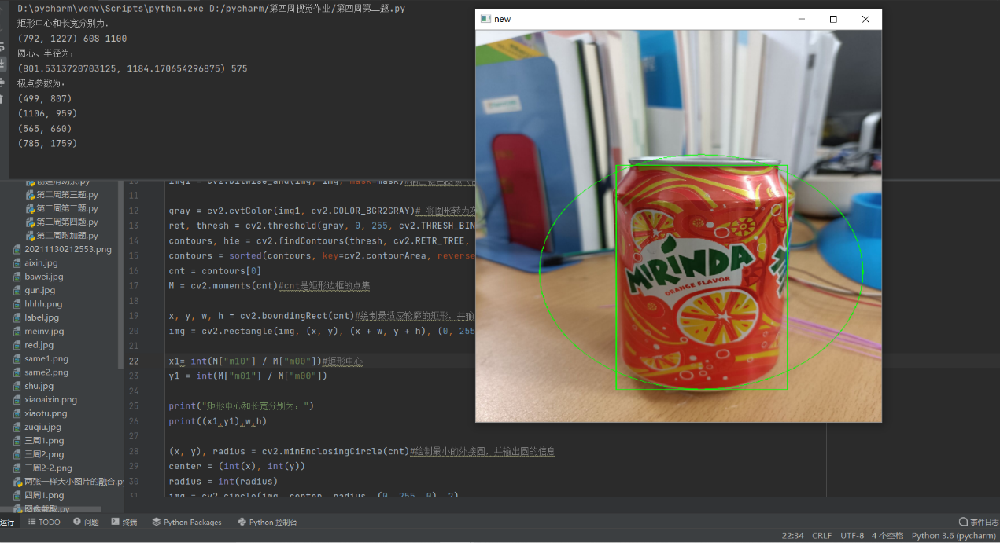 D:\pycharm\venv\Scripts\python.exe D:/pycharm/第四周视觉作业/第四周第二题.py
矩形中心和长宽分别为:
(792, 1227) 608 1100
圆心、半径为:
(801.5313720703125, 1184.170654296875) 575
极点参数为:
(499, 807)
(1106, 959)
(565, 660)
(785, 1759)
new
MIRINDA
ORANGE FLAVOR
第二周第三题.py
第二周第二题.py
第二周第四题.py
第二周附加题.py
20211130212553.png
aixin.jpg
bawei.jpg
gun.jpg
hhhh.png
label.jpg
meinv.jpg
red.jpg
same1.png
same2.png
shu.jpg
xiaoaixin.png
xiaotu.png
zuqiu.jpg
三周1.png
三周2.png
三周2-2.png
两张一样大小图片的融合.py
四周1.png
图像截取.py
10 img1 = cv2.bitwise_and(img, img, mask=mask)
11
12 gray = cv2.cvtColor(img1, cv2.COLOR_BGR2GRAY)# 将图形转为灰
13 ret, thresh = cv2.threshold(gray, 0, 255, cv2.THRESH_BIN
14 contours, hie = cv2.findContours(thresh, cv2.RETR_TREE,
15 contours = sorted(contours, key=cv2.contourArea, reverse
16 cnt = contours[0]
17 M = cv2.moments(cnt)#cnt是矩形边框的点集
18
19 x, y, w, h = cv2.boundingRect(cnt)#绘制最适应轮廓的矩形，并输
20 img = cv2.rectangle(img, (x, y), (x + w, y + h), (0, 255
21
22 x1= int(M["m10"] / M["m00"])#矩形中心
23 y1 = int(M["m01"] / M["m00"])
24
25 print("矩形中心和长宽分别为：")
26 print((x1,y1),w,h)
27
28 (x, y), radius = cv2.minEnclosingCircle(cnt)#绘制最小的外接圆，并输出圆的信息
29 center = (int(x), int(y))
30 radius = int(radius)
31 img = cv2.circle(img, center, radius, (0, 255, 0), 2)
运行 TODO 问题 终端 Python Packages Python 控制台 事件日志
22:34 CRLF UTF-8 4 个空格 Python 3.6 (pycharm)